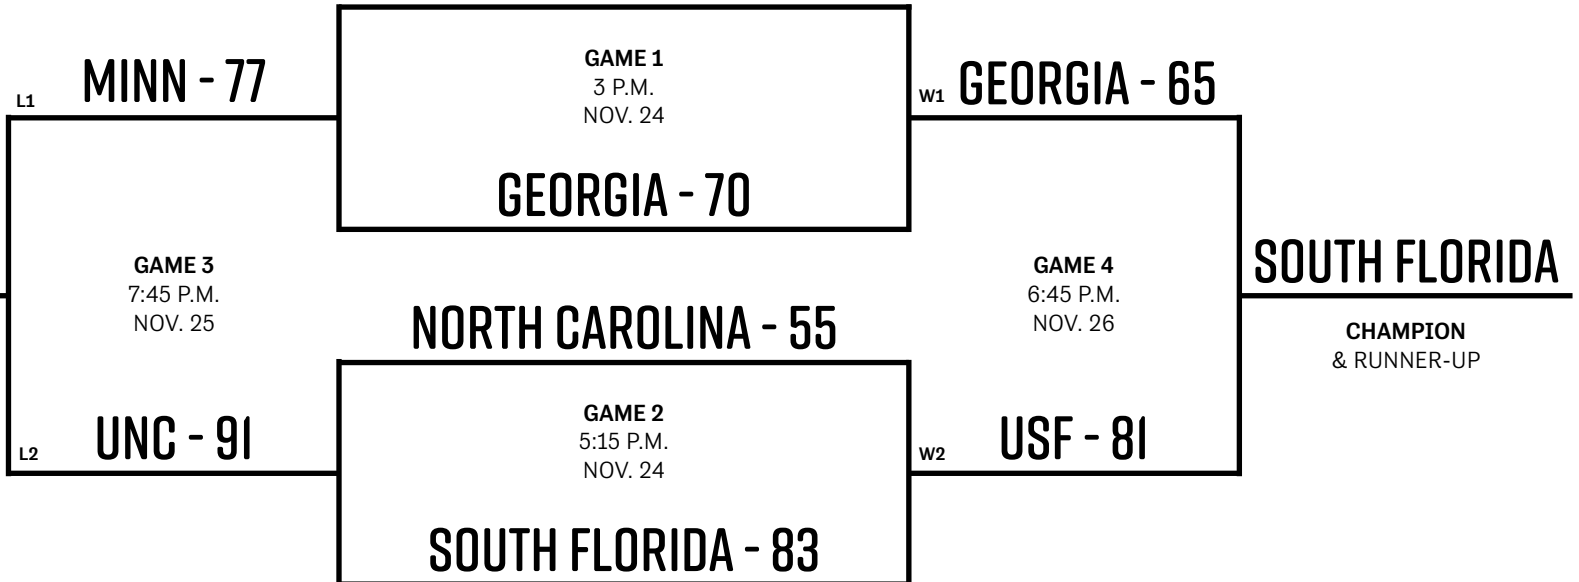 MINN - 77
L1
GAME 1
3 P.M.
NOV. 24
W1 GEORGIA - 65
GEORGIA - 70
GAME 3
7:45 P.M.
NOV. 25
NORTH CAROLINA - 55
GAME 4
6:45 P.M.
NOV. 26
SOUTH FLORIDA
CHAMPION
& RUNNER-UP
UNC - 91
L2
GAME 2
5:15 P.M.
NOV. 24
W2
USF - 81
SOUTH FLORIDA - 83